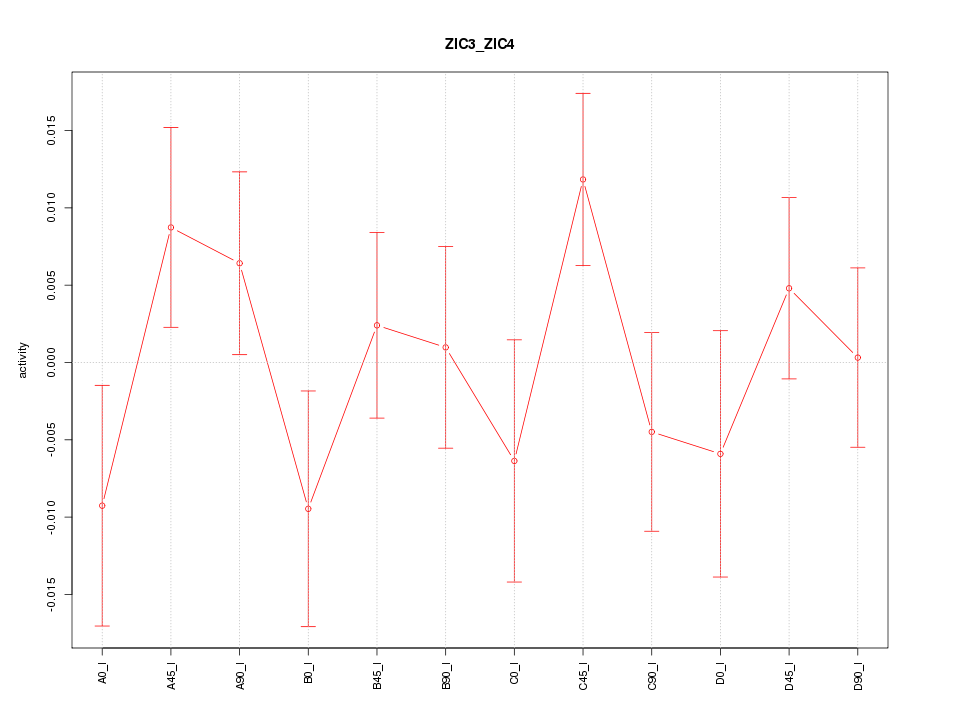 ZIC3_ZIC4
activity
0.015
0.010
0.005
0.000
-0.005
-0.010
-0.015
A0_I
A45_I
A90_I
B0_I
B45_I
B90_I
C0_I
C45_I
C90_I
D0_I
D45_I
D90_I